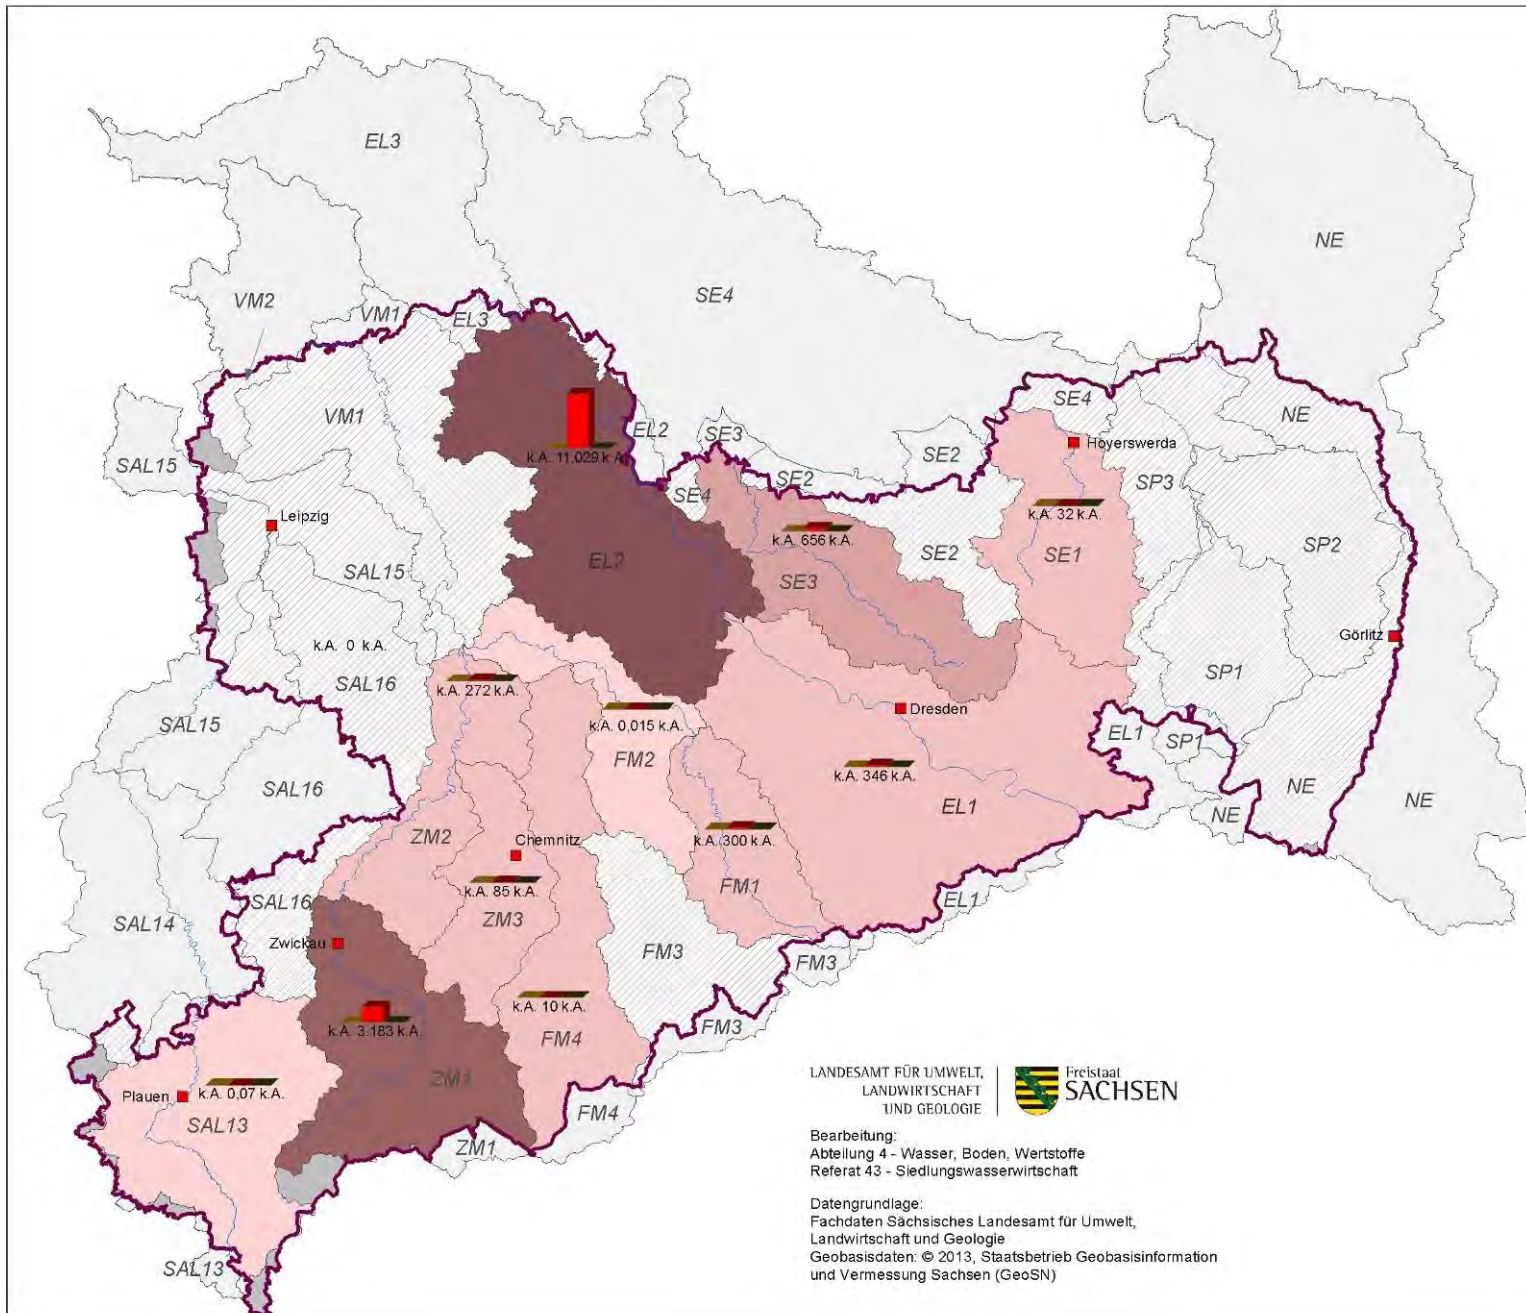 EL3
NE
SE4
VM2
VM1
EL3
SE4
NE
VM1
EL2
SE3
SE2
Hoyerswerda
SAL15
k.A. 11.029 k.A.
SE2
SP3
SE4
k.A. 32 k.A.
Leipzig
k.A. 656 k.A.
SP2
SE2
SE1
EL2
SAL15
SE3
Görlitz
k.A. 0 k.A.
SP1
SAL16
k.A. 272 k.A.
Dresden
SAL15
k.A. 0,015 k.A.
EL1
SP1
FM2
k.A. 346 k.A.
SAL16
NE
EL1
NE
NE
ZM2
Chemnitz
k.A. 300 k.A.
k.A. 85 k.A.
FM1
SAL16
EL1
SAL14
ZM3
Zwickau
FM3
FM3
k.A. 10 k.A.
k.A. 3.183 k.A.
FM3
FM4
ZM1
Plauen
k.A. 0,07 k.A.
SAL13
FM4
ZM1
SAL13
LANDESAMT FÜR UMWELT,
LANDWIRTSCHAFT
UND GEOLOGIE
Freistaat
SACHSEN
Bearbeitung:
Abteilung 4 - Wasser, Boden, Wertstoffe
Referat 43 - Siedlungswasserwirtschaft
Datengrundlage:
Fachdaten Sächsisches Landesamt für Umwelt,
Landwirtschaft und Geologie
Geobasisdaten: © 2013, Staatsbetrieb Geobasisinformation
und Vermessung Sachsen (GeoSN)